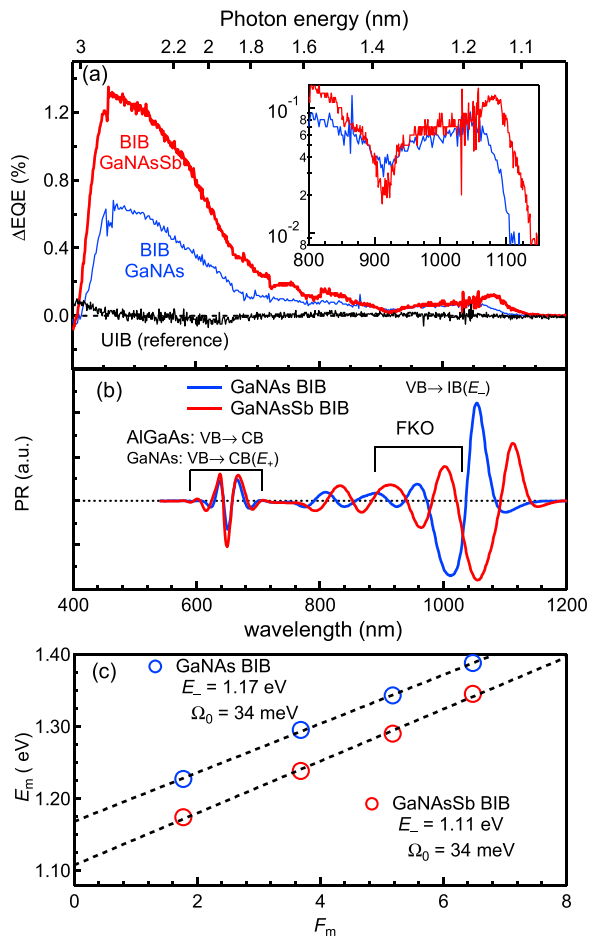 Photon energy (nm)
3 2.2 2 1.8 1.6 1.4 1.2 1.1
(a)
1.2
0.8
0.4
0.0
ΔEQE (%)
BIB
GaNAsSb
BIB
GaNAs
UIB (reference)
10⁻¹
8
6
4
2
10⁻²
8
800 900 1000 1100
(b)
GaNAs BIB
GaNAsSb BIB
VB→ IB(E₋)
FKO
AlGaAs: VB→ CB
GaNAs: VB→ CB(E₊)
PR (a.u.)
400 600 800 1000 1200
wavelength (nm)
(c)
1.40
1.30
1.20
1.10
E_m ( eV)
GaNAs BIB
E₋ = 1.17 eV
Ω₀ = 34 meV
GaNAsSb BIB
E₋ = 1.11 eV
Ω₀ = 34 meV
0 2 4 6 8
F_m